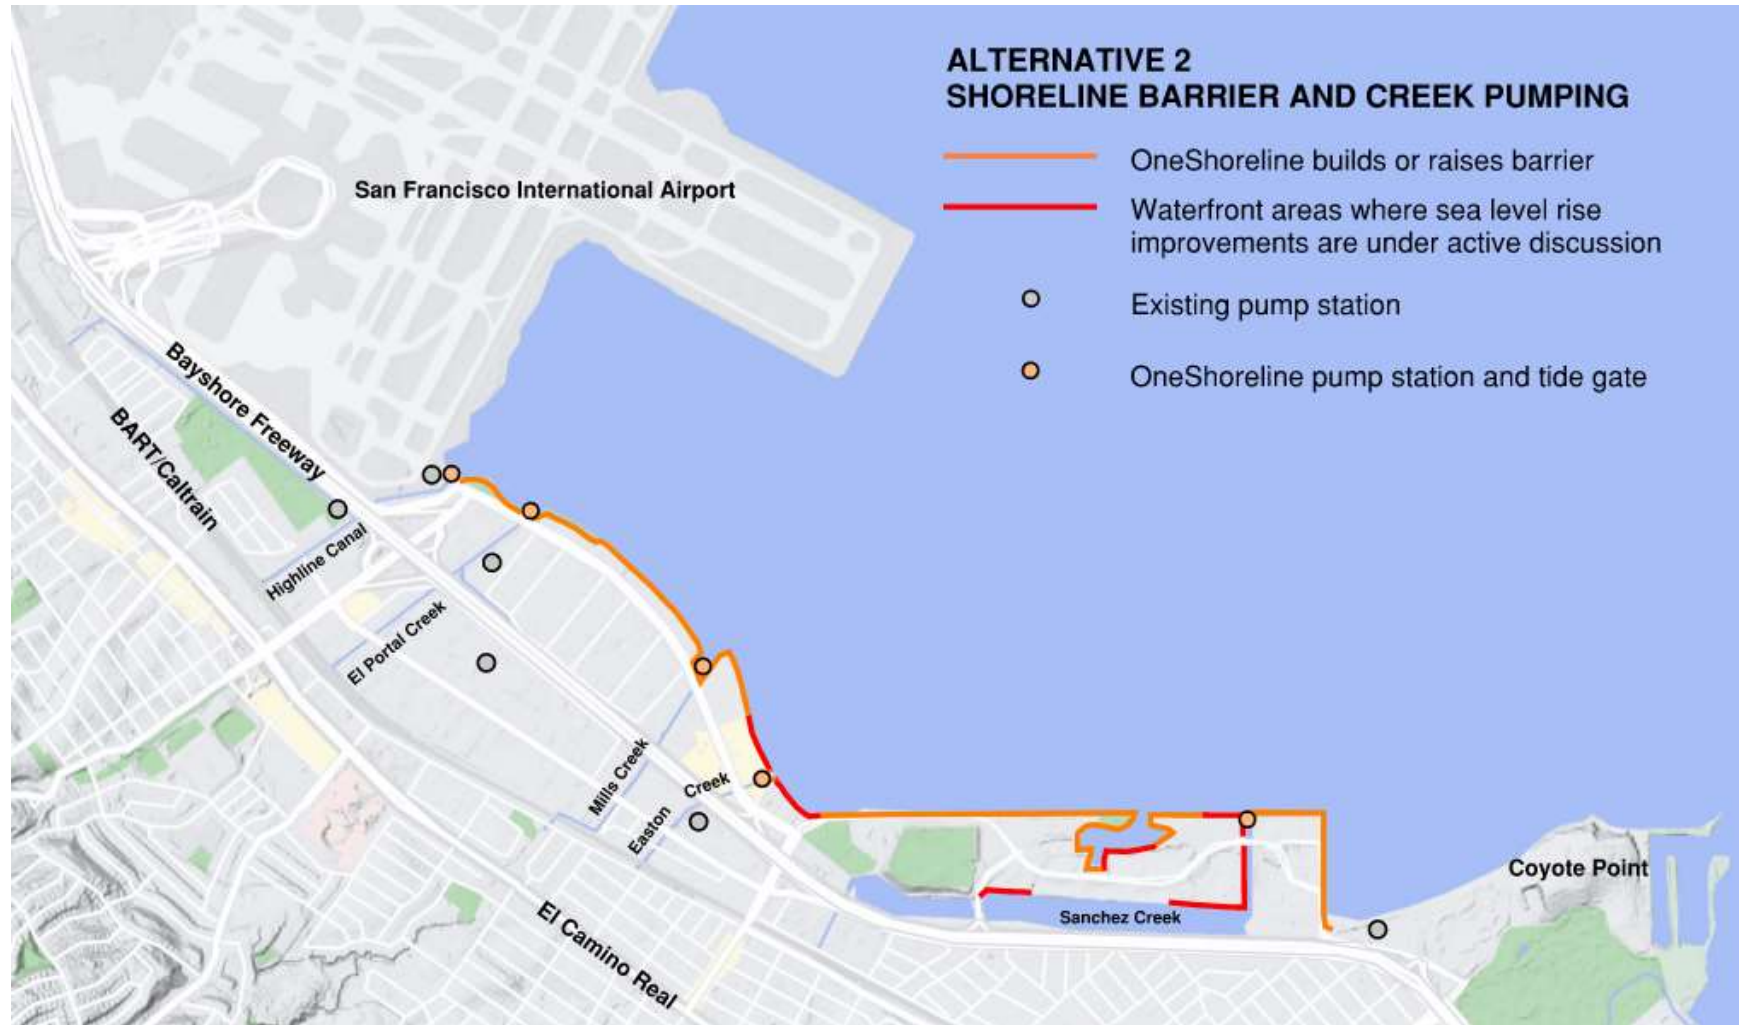 ALTERNATIVE 2
SHORELINE BARRIER AND CREEK PUMPING
OneShoreline builds or raises barrier
Waterfront areas where sea level rise
improvements are under active discussion
Existing pump station
OneShoreline pump station and tide gate
San Francisco International Airport
Bayshore Freeway
BART/Caltrain
Highline Canal
El Portal Creek
Mills Creek
Easton Creek
El Camino Real
Sanchez Creek
Coyote Point